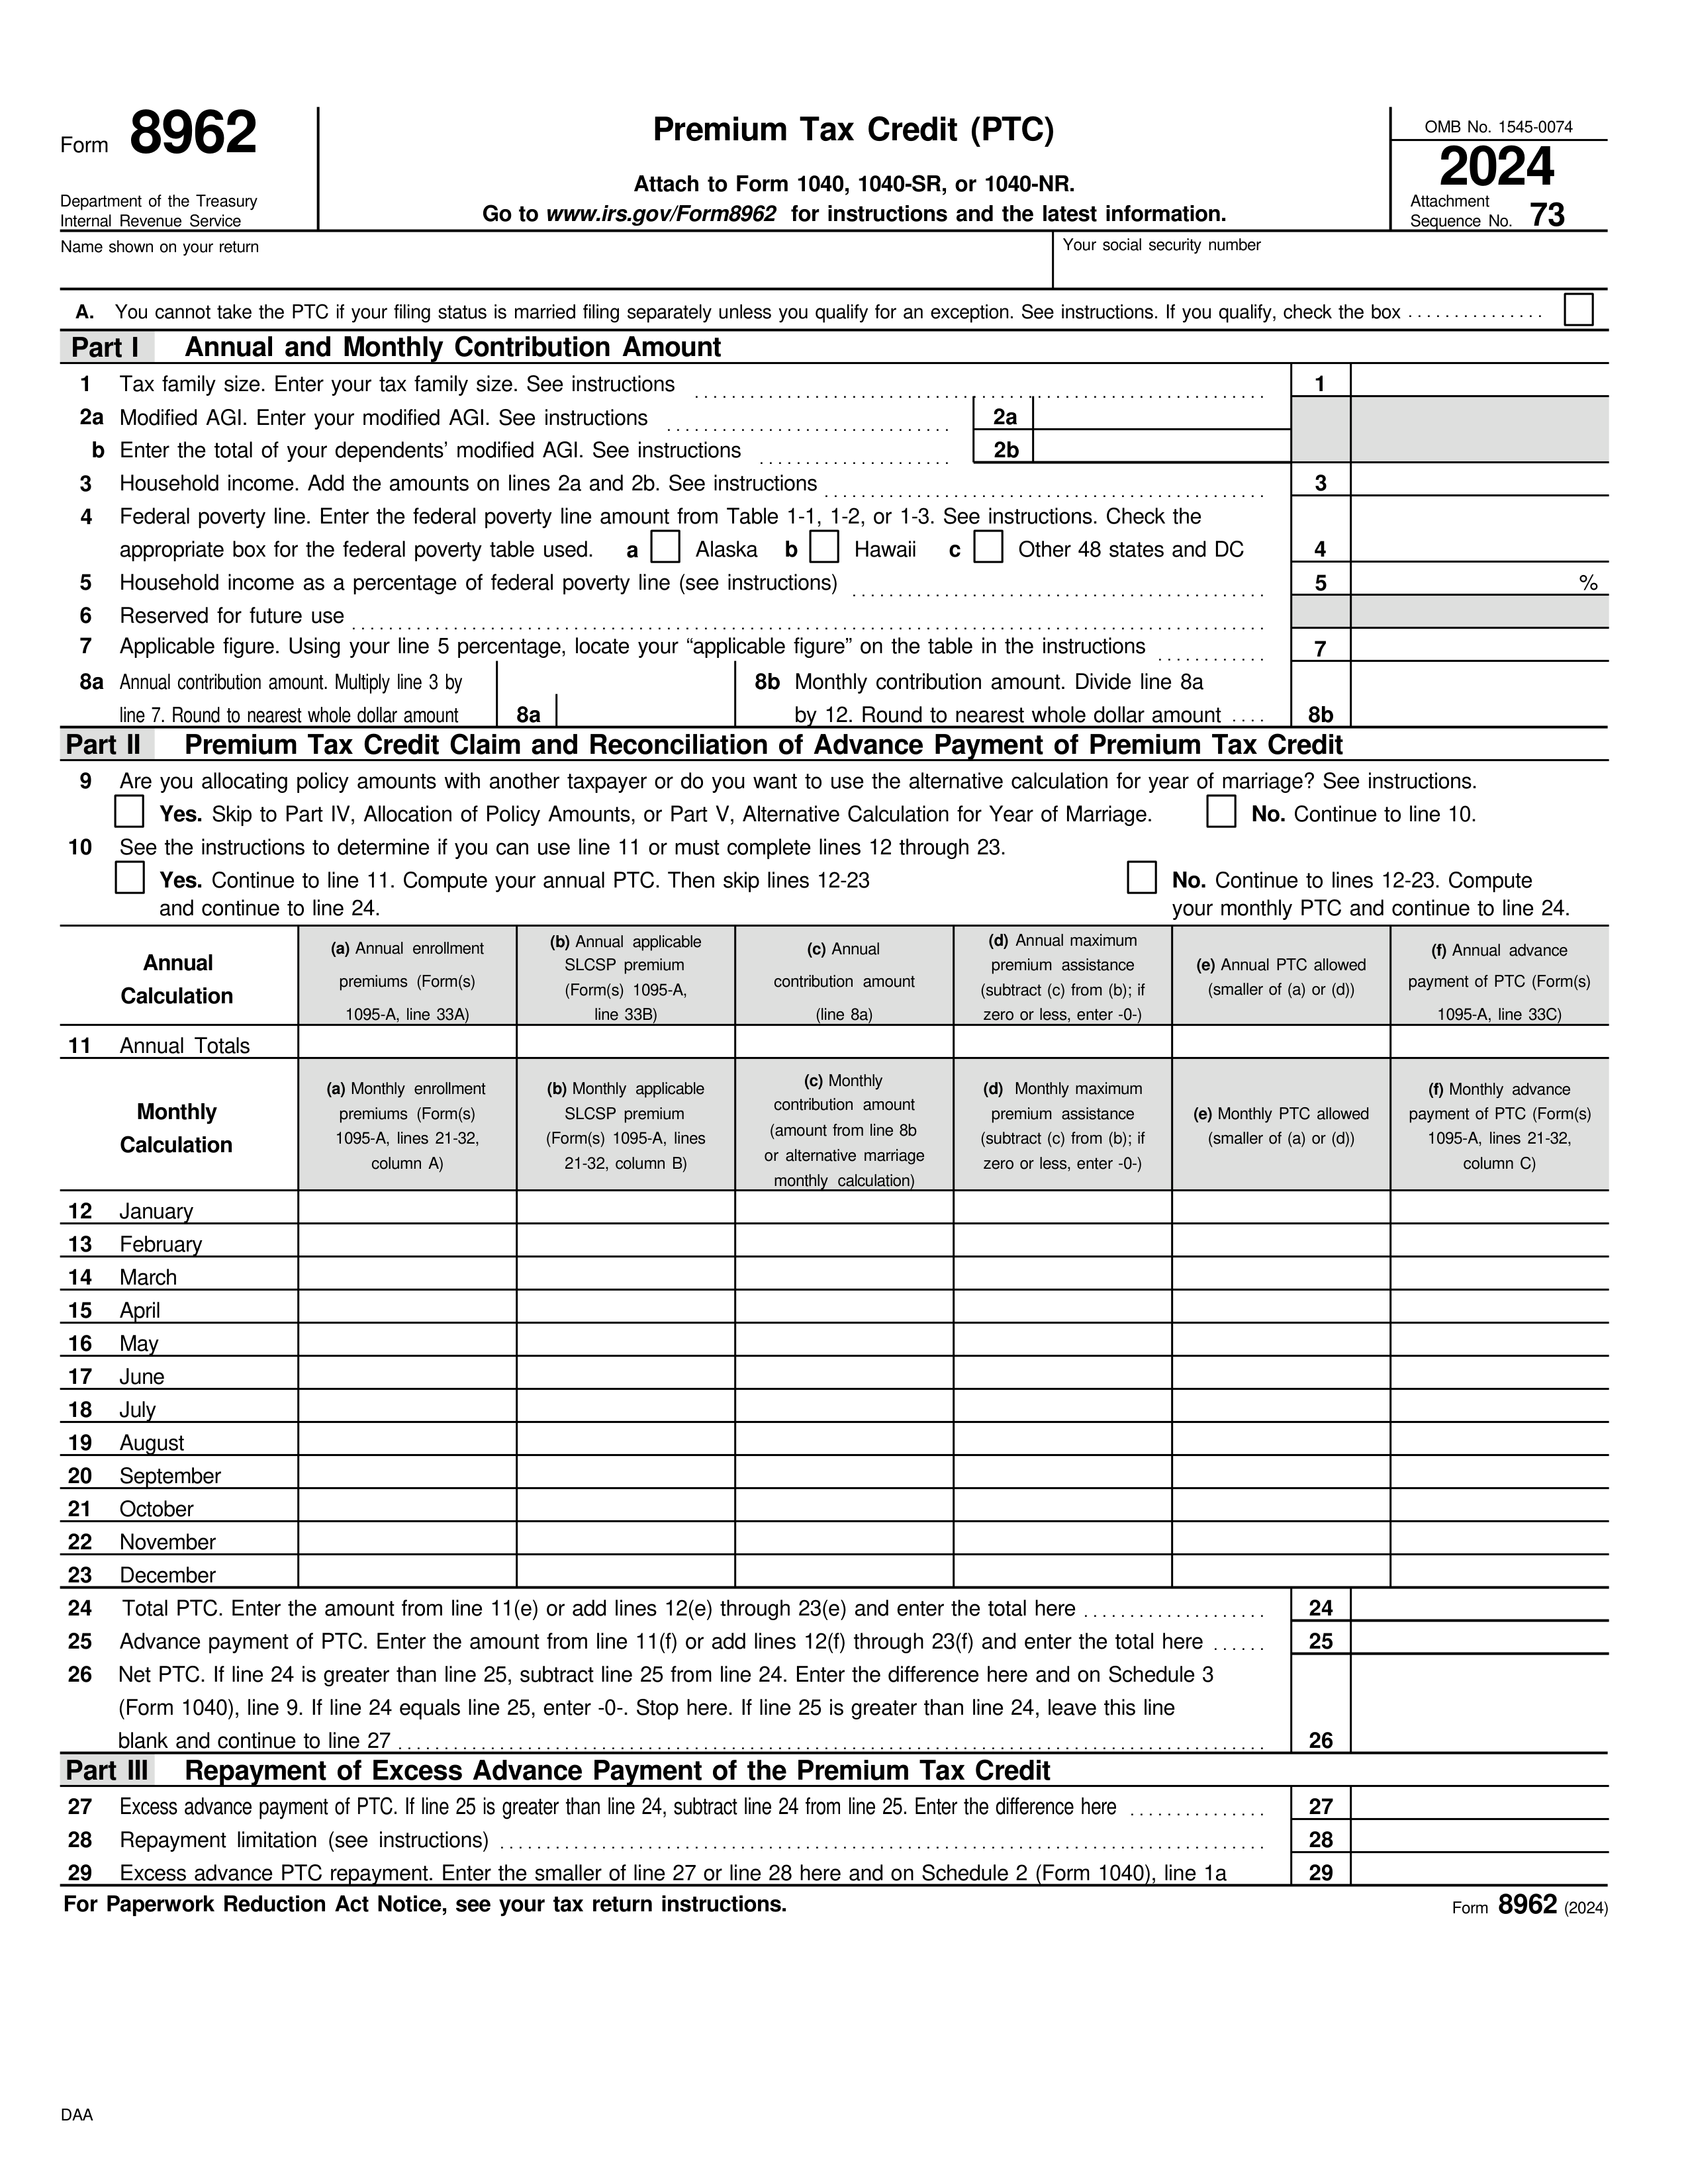 Form 8962
Department of the Treasury
Internal Revenue Service
Premium Tax Credit (PTC)
Attach to Form 1040, 1040-SR, or 1040-NR.
Go to www.irs.gov/Form8962 for instructions and the latest information.
OMB No. 1545-0074
2024
Attachment
Sequence No. 73
Name shown on your return
Your social security number
A. You cannot take the PTC if your filing status is married filing separately unless you qualify for an exception. See instructions. If you qualify, check the box
Part I Annual and Monthly Contribution Amount
1 Tax family size. Enter your tax family size. See instructions 1
2a Modified AGI. Enter your modified AGI. See instructions 2a
b Enter the total of your dependents’ modified AGI. See instructions 2b
3 Household income. Add the amounts on lines 2a and 2b. See instructions 3
4 Federal poverty line. Enter the federal poverty line amount from Table 1-1, 1-2, or 1-3. See instructions. Check the
appropriate box for the federal poverty table used. a Alaska b Hawaii c Other 48 states and DC 4
5 Household income as a percentage of federal poverty line (see instructions) 5 %
6 Reserved for future use
7 Applicable figure. Using your line 5 percentage, locate your “applicable figure” on the table in the instructions 7
8a Annual contribution amount. Multiply line 3 by
line 7. Round to nearest whole dollar amount 8a
8b Monthly contribution amount. Divide line 8a
by 12. Round to nearest whole dollar amount 8b
Part II Premium Tax Credit Claim and Reconciliation of Advance Payment of Premium Tax Credit
9 Are you allocating policy amounts with another taxpayer or do you want to use the alternative calculation for year of marriage? See instructions.
Yes. Skip to Part IV, Allocation of Policy Amounts, or Part V, Alternative Calculation for Year of Marriage. No. Continue to line 10.
10 See the instructions to determine if you can use line 11 or must complete lines 12 through 23.
Yes. Continue to line 11. Compute your annual PTC. Then skip lines 12-23
and continue to line 24.
No. Continue to lines 12-23. Compute
your monthly PTC and continue to line 24.
Annual
Calculation
(a) Annual enrollment
premiums (Form(s)
1095-A, line 33A)
(b) Annual applicable
SLCSP premium
(Form(s) 1095-A,
line 33B)
(c) Annual
contribution amount
(line 8a)
(d) Annual maximum
premium assistance
(subtract (c) from (b); if
zero or less, enter -0-)
(e) Annual PTC allowed
(smaller of (a) or (d))
(f) Annual advance
payment of PTC (Form(s)
1095-A, line 33C)
11 Annual Totals
Monthly
Calculation
(a) Monthly enrollment
premiums (Form(s)
1095-A, lines 21-32,
column A)
(b) Monthly applicable
SLCSP premium
(Form(s) 1095-A, lines
21-32, column B)
(c) Monthly
contribution amount
(amount from line 8b
or alternative marriage
monthly calculation)
(d) Monthly maximum
premium assistance
(subtract (c) from (b); if
zero or less, enter -0-)
(e) Monthly PTC allowed
(smaller of (a) or (d))
(f) Monthly advance
payment of PTC (Form(s)
1095-A, lines 21-32,
column C)
12 January
13 February
14 March
15 April
16 May
17 June
18 July
19 August
20 September
21 October
22 November
23 December
24 Total PTC. Enter the amount from line 11(e) or add lines 12(e) through 23(e) and enter the total here 24
25 Advance payment of PTC. Enter the amount from line 11(f) or add lines 12(f) through 23(f) and enter the total here 25
26 Net PTC. If line 24 is greater than line 25, subtract line 25 from line 24. Enter the difference here and on Schedule 3
(Form 1040), line 9. If line 24 equals line 25, enter -0-. Stop here. If line 25 is greater than line 24, leave this line
blank and continue to line 27 26
Part III Repayment of Excess Advance Payment of the Premium Tax Credit
27 Excess advance payment of PTC. If line 25 is greater than line 24, subtract line 24 from line 25. Enter the difference here 27
28 Repayment limitation (see instructions) 28
29 Excess advance PTC repayment. Enter the smaller of line 27 or line 28 here and on Schedule 2 (Form 1040), line 1a 29
For Paperwork Reduction Act Notice, see your tax return instructions.
Form 8962 (2024)
DAA